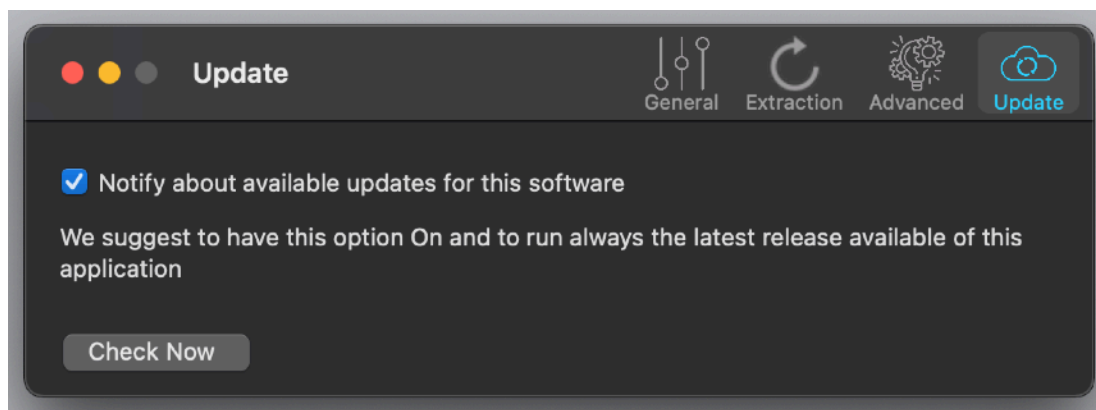 Update
General
Extraction
Advanced
Update
Notify about available updates for this software
We suggest to have this option On and to run always the latest release available of this
application
Check Now